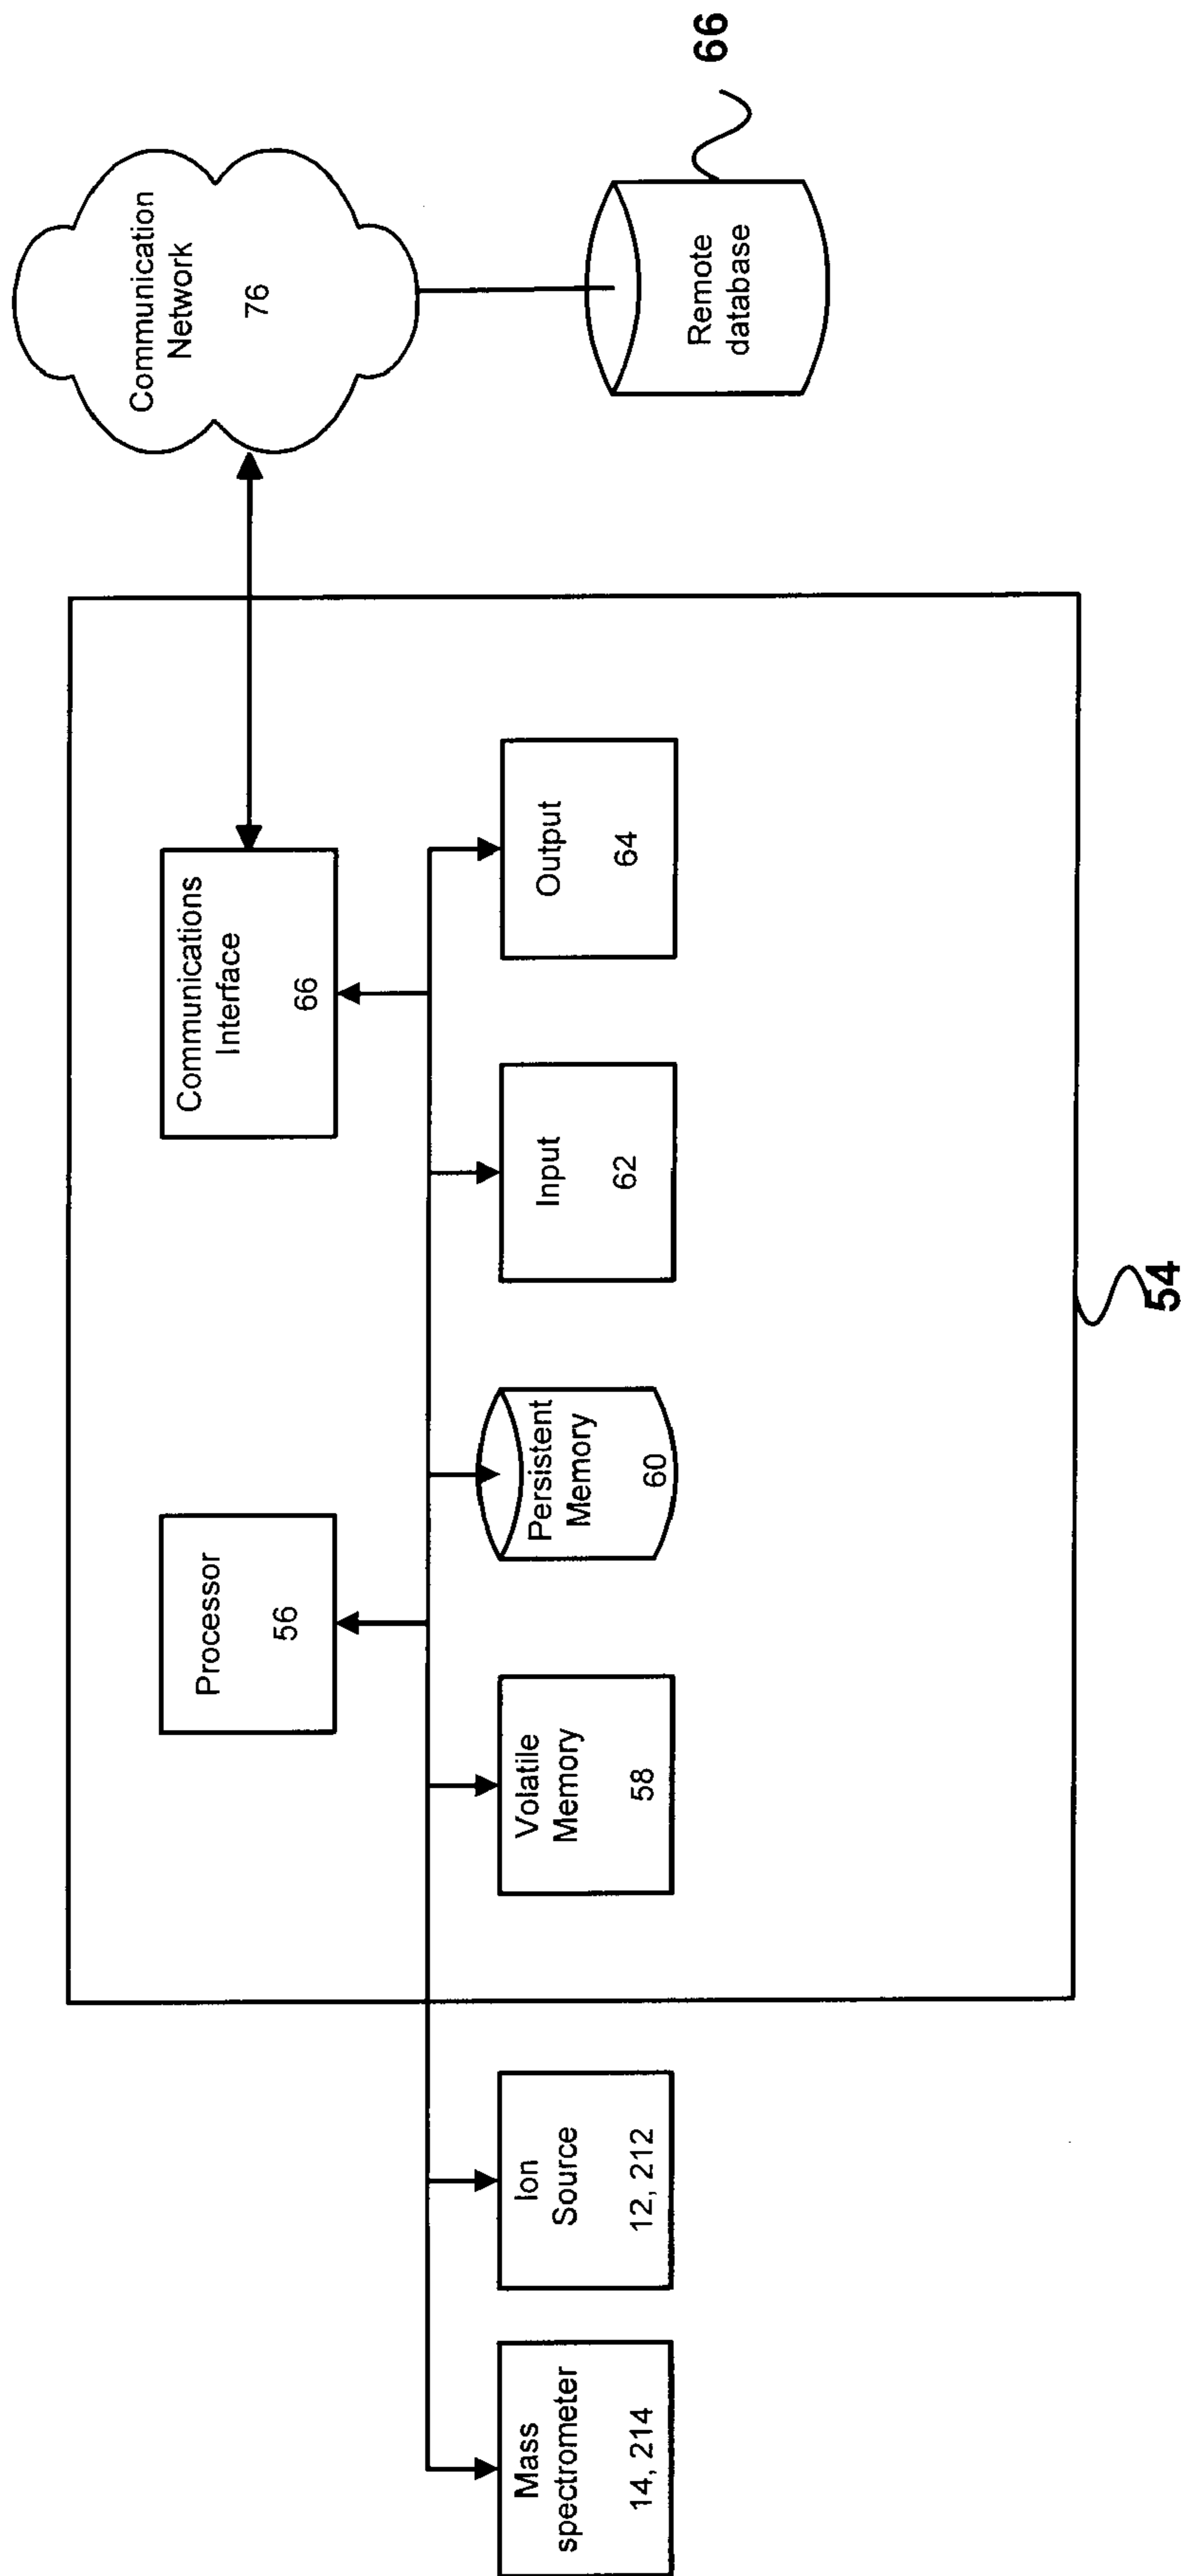 Communication
Network
76
66
Remote
database
Communications
Interface
66
Output
64
Input
62
Persistent
Memory
60
Processor
56
Volatile
Memory
58
54
Ion
Source
12, 212
Mass
spectrometer
14, 214